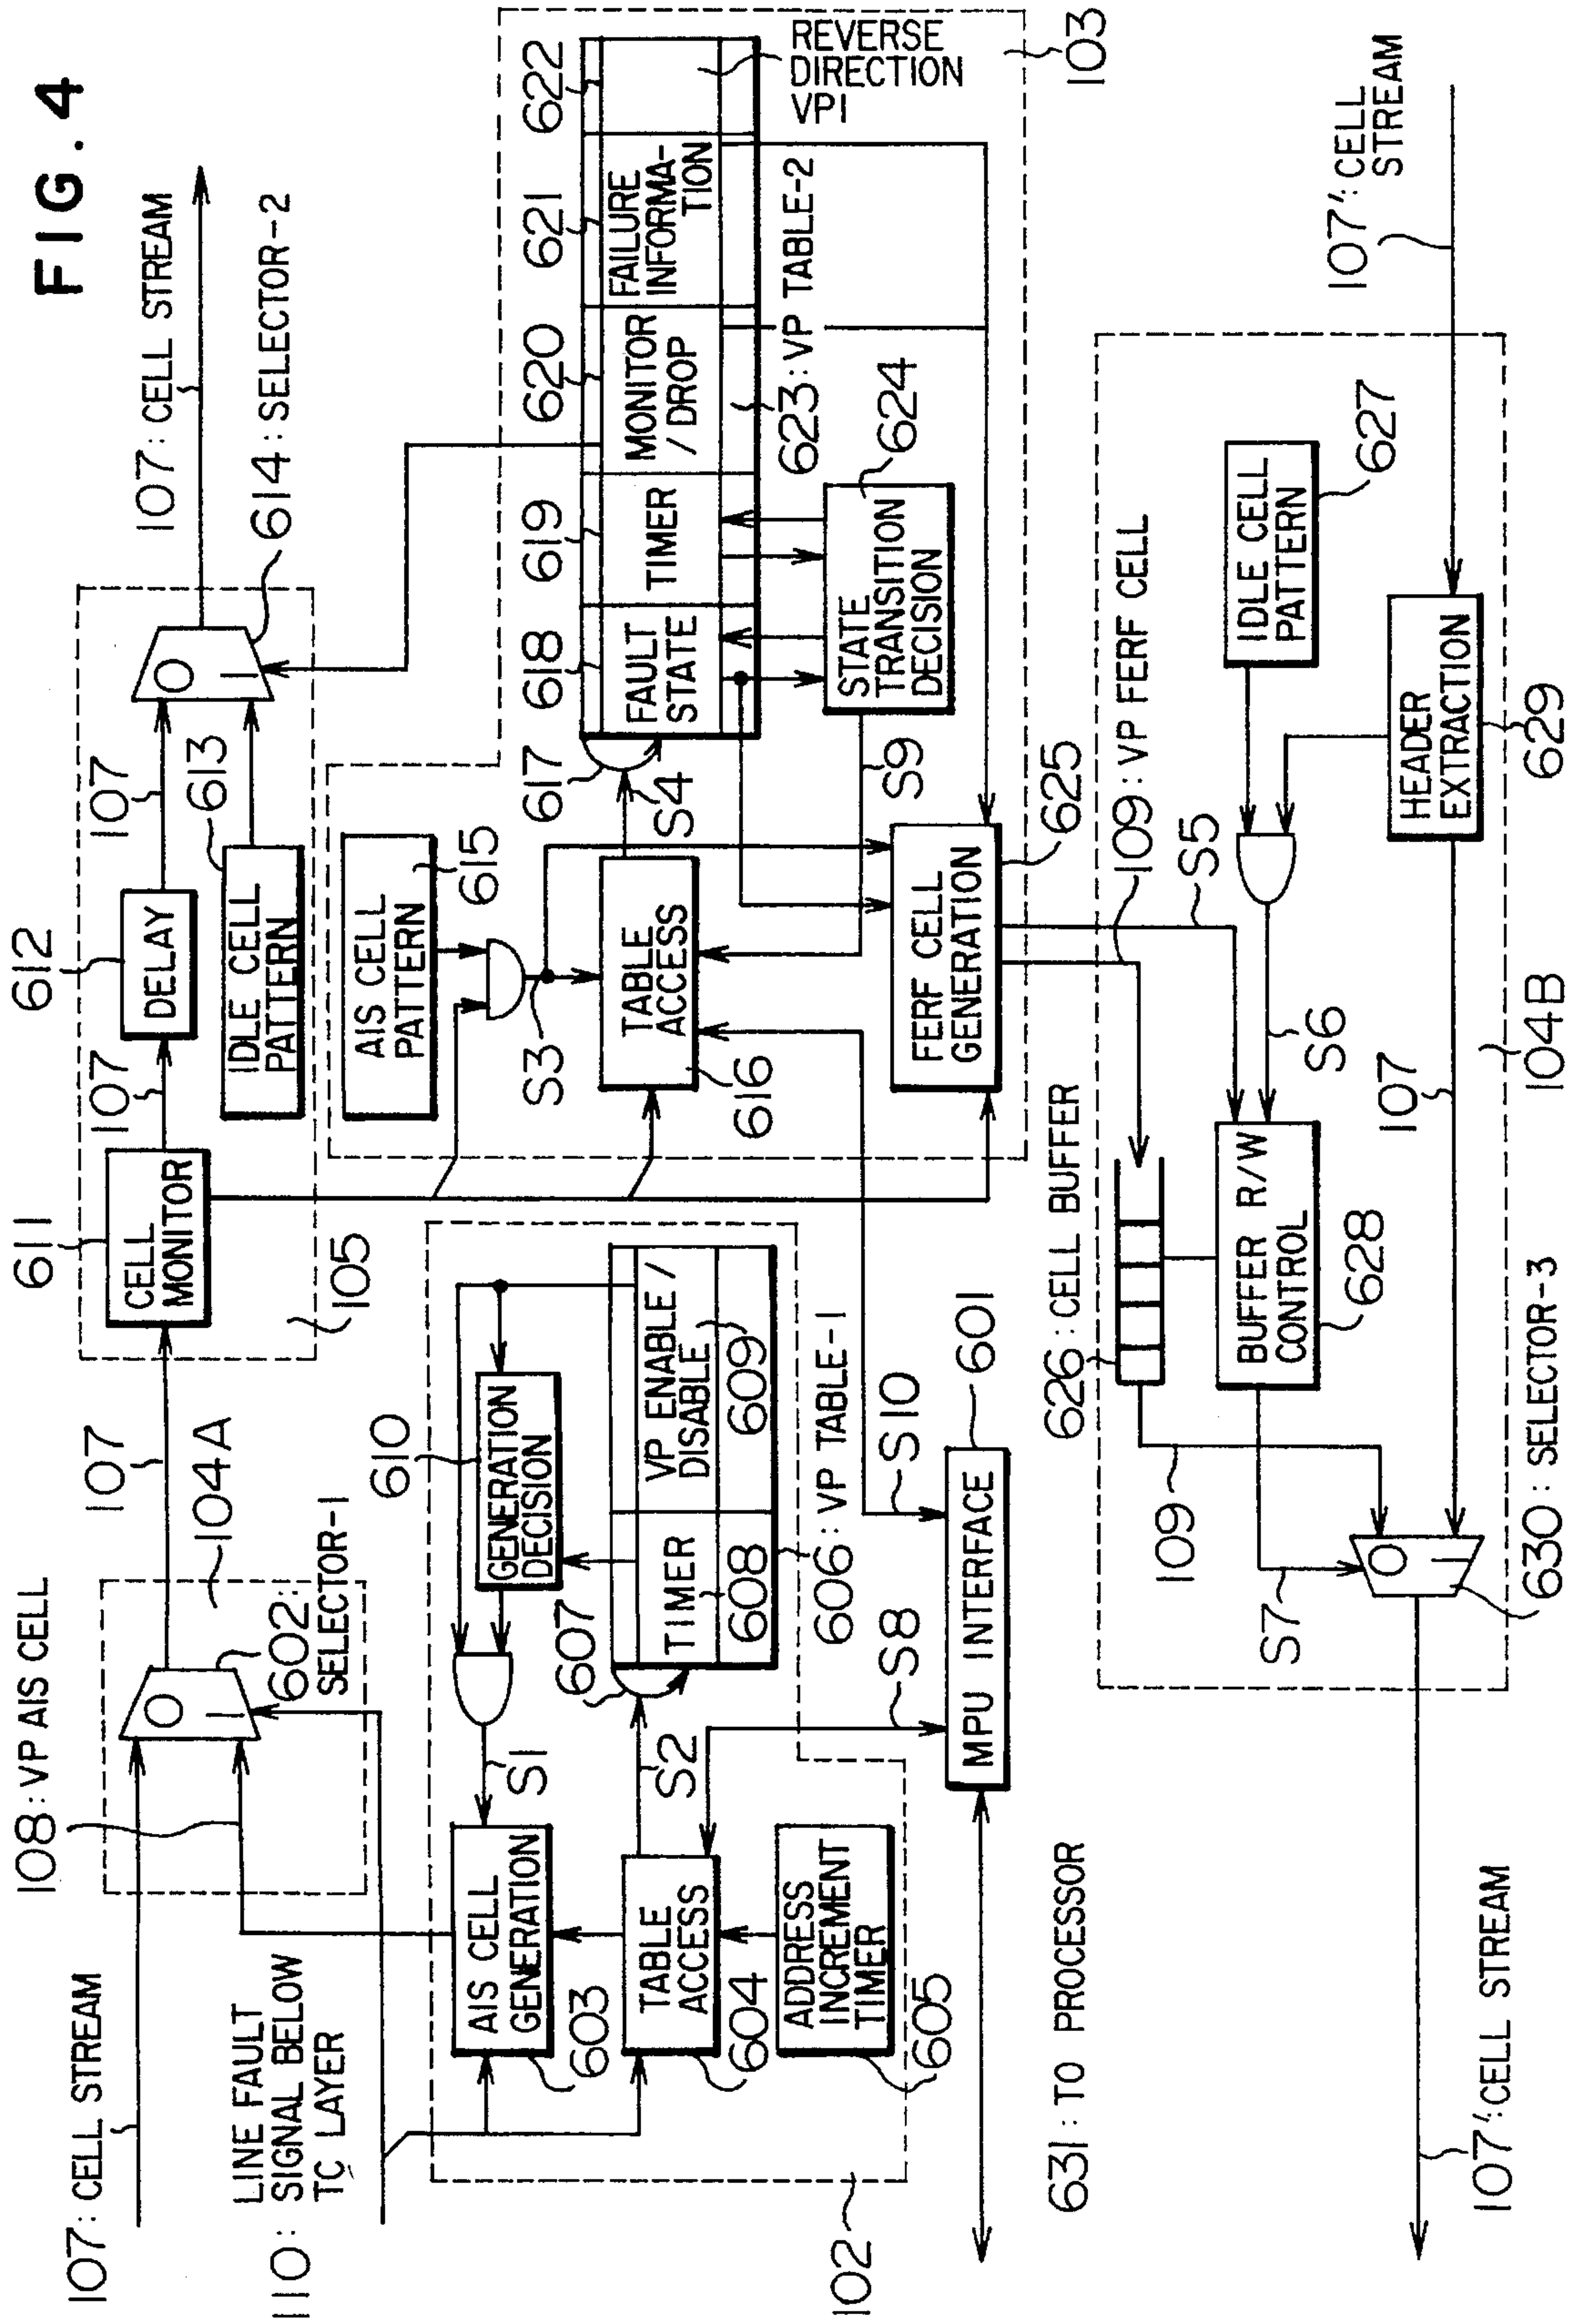 FIG. 4
107: CELL STREAM
108: VP AIS CELL
107
104A
602:
SELECTOR-1
O
I
LINE FAULT
110: SIGNAL BELOW
TC LAYER
611
CELL
MONITOR
105
107
612
DELAY
107
613
IDLE CELL
PATTERN
O
I
107: CELL STREAM
614: SELECTOR-2
AIS CELL
GENERATION
603
S1
610
GENERATION
DECISION
TABLE
ACCESS
604
S2
607
TIMER
608
VP ENABLE/
DISABLE
609
606: VP TABLE-1
ADDRESS
INCREMENT
TIMER
605
102
S8
S10
MPU INTERFACE
601
631: TO PROCESSOR
AIS CELL
PATTERN
615
S3
TABLE
ACCESS
616
S4
617
618
FAULT
STATE
619
TIMER
620
MONITOR
/ DROP
621
FAILURE
INFORMA-
TION
622
REVERSE
DIRECTION
VPI
623: VP TABLE-2
624
STATE
TRANSITION
DECISION
S9
FERF CELL
GENERATION
625
103
109: VP FERF CELL
S5
626: CELL BUFFER
BUFFER R/W
CONTROL
628
S6
IDLE CELL
PATTERN
627
HEADER
EXTRACTION
629
107': CELL
STREAM
107
104B
109
S7
O
I
630: SELECTOR-3
107': CELL STREAM